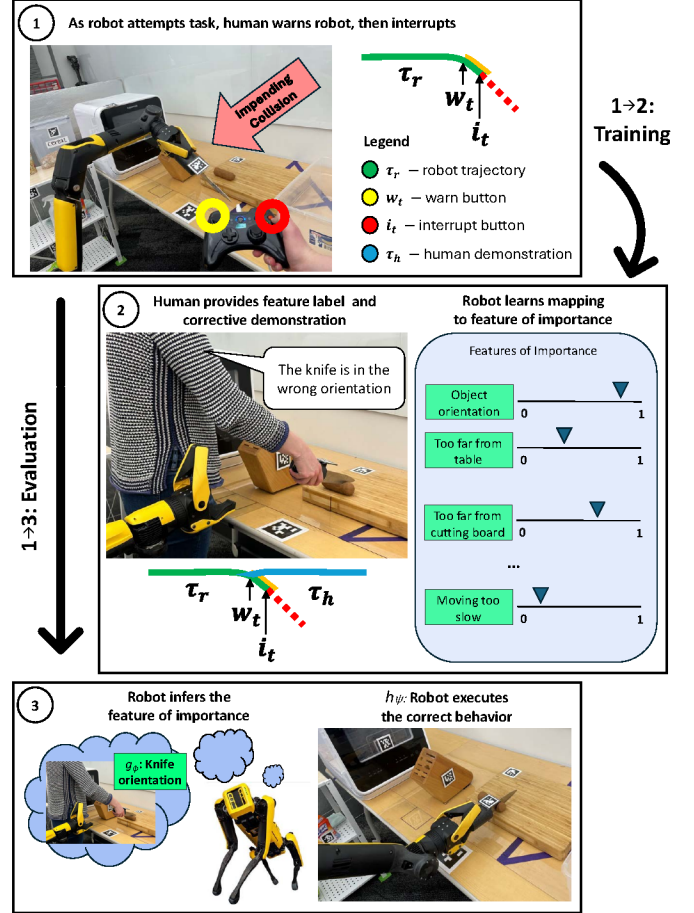 1 As robot attempts task, human warns robot, then interrupts
Impending
Collision
τr
wt
it
Legend
τr – robot trajectory
wt – warn button
it – interrupt button
τh – human demonstration
1→2:
Training
1→3: Evaluation
2 Human provides feature label and
corrective demonstration
The knife is in the
wrong orientation
τr
τh
wt
it
Robot learns mapping
to feature of importance
Features of Importance
Object
orientation
0 1
Too far from
table
0 1
Too far from
cutting board
0 1
...
Moving too
slow
0 1
3 Robot infers the
feature of importance
gϕ: Knife
orientation
hψ: Robot executes
the correct behavior